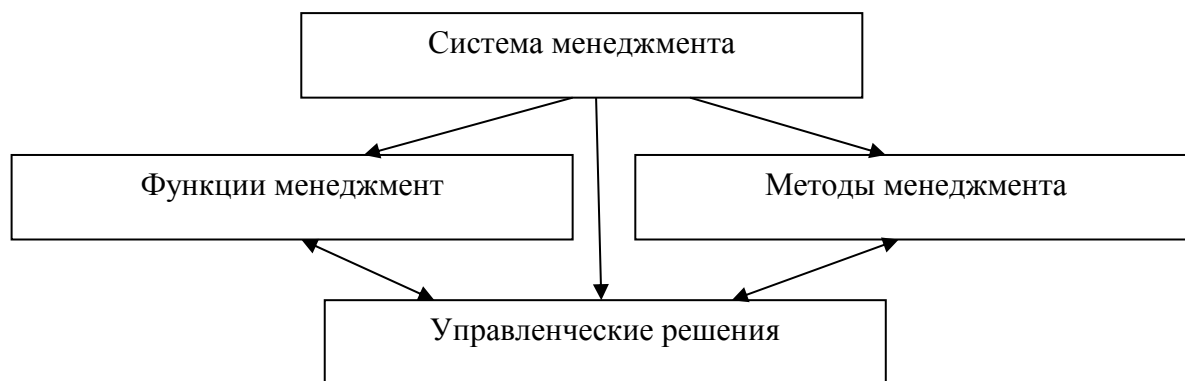 Система менеджмента
Функции менеджмент
Методы менеджмента
Управленческие решения